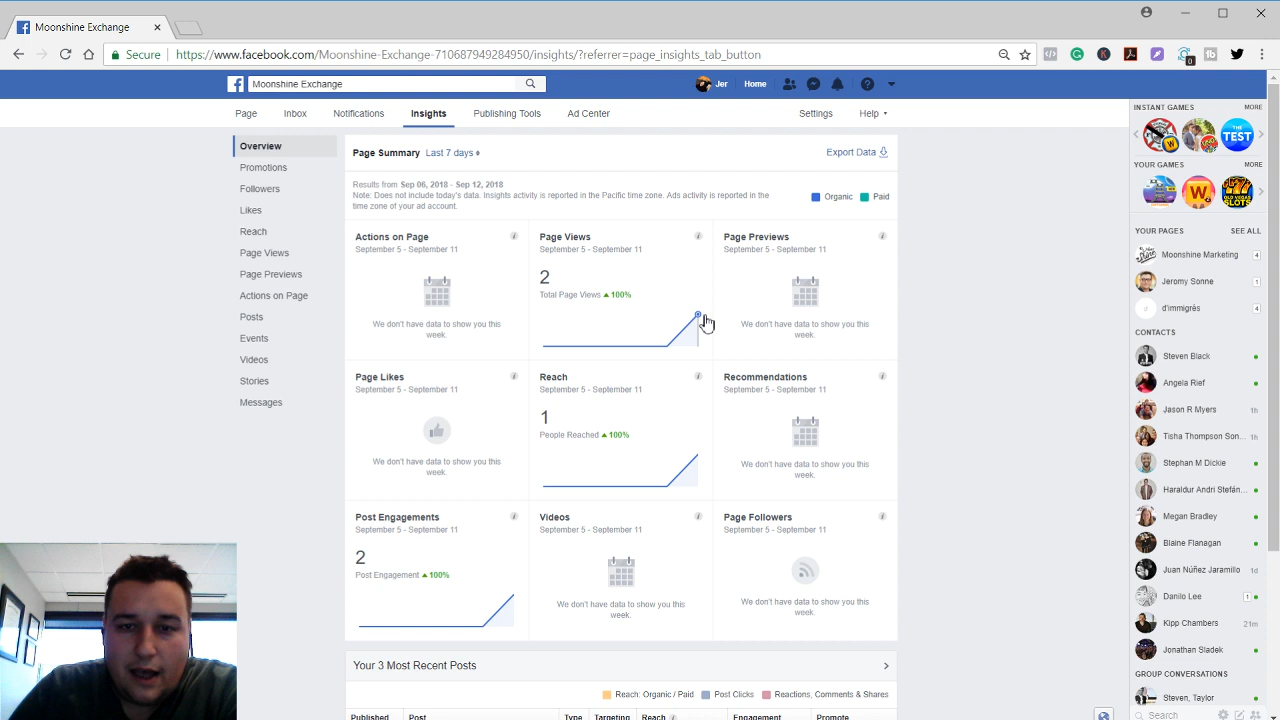 Moonshine Exchange
Secure
https://www.facebook.com/Moonshine-Exchange-710687949284950/insights/?referrer=page_insights_tab_button
0
Moonshine Exchange
Jer
Home
Page
Inbox
Notifications
Insights
Publishing Tools
Ad Center
Settings
Help
Overview
Promotions
Followers
Likes
Reach
Page Views
Page Previews
Actions on Page
Posts
Events
Videos
Stories
Messages
Page Summary Last 7 days
Export Data
Results from Sep 06, 2018 - Sep 12, 2018
Note: Does not include today's data. Insights activity is reported in the Pacific time zone. Ads activity is reported in the
time zone of your ad account.
Organic Paid
Actions on Page
September 5 - September 11
We don't have data to show you this
week.
Page Views
September 5 - September 11
2
Total Page Views 100%
Page Previews
September 5 - September 11
We don't have data to show you this
week.
Page Likes
September 5 - September 11
We don't have data to show you this
week.
Reach
September 5 - September 11
1
People Reached 100%
Recommendations
September 5 - September 11
We don't have data to show you this
week.
Post Engagements
September 5 - September 11
2
Post Engagement 100%
Videos
September 5 - September 11
We don't have data to show you this
week.
Page Followers
September 5 - September 11
We don't have data to show you this
week.
Your 3 Most Recent Posts
Reach: Organic / Paid Post Clicks Reactions, Comments & Shares
Published Post Type Targeting Reach Engagement Promote
INSTANT GAMES MORE
THE TEST
YOUR GAMES MORE
OLD VEGAS SLOTS
YOUR PAGES SEE ALL
Moonshine Marketing 4
Jeromy Sonne 1
d'immigrés 4
CONTACTS
Steven Black
Angela Rief
Jason R Myers 1h
Tisha Thompson Son... 1h
Stephan M Dickie
Haraldur Andri Stefán...
Megan Bradley
Blaine Flanagan
Juan Núñez Jaramillo 1d
Danilo Lee 1
Kipp Chambers 21m
Jonathan Sladek
GROUP CONVERSATIONS
Steven, Taylor
Search